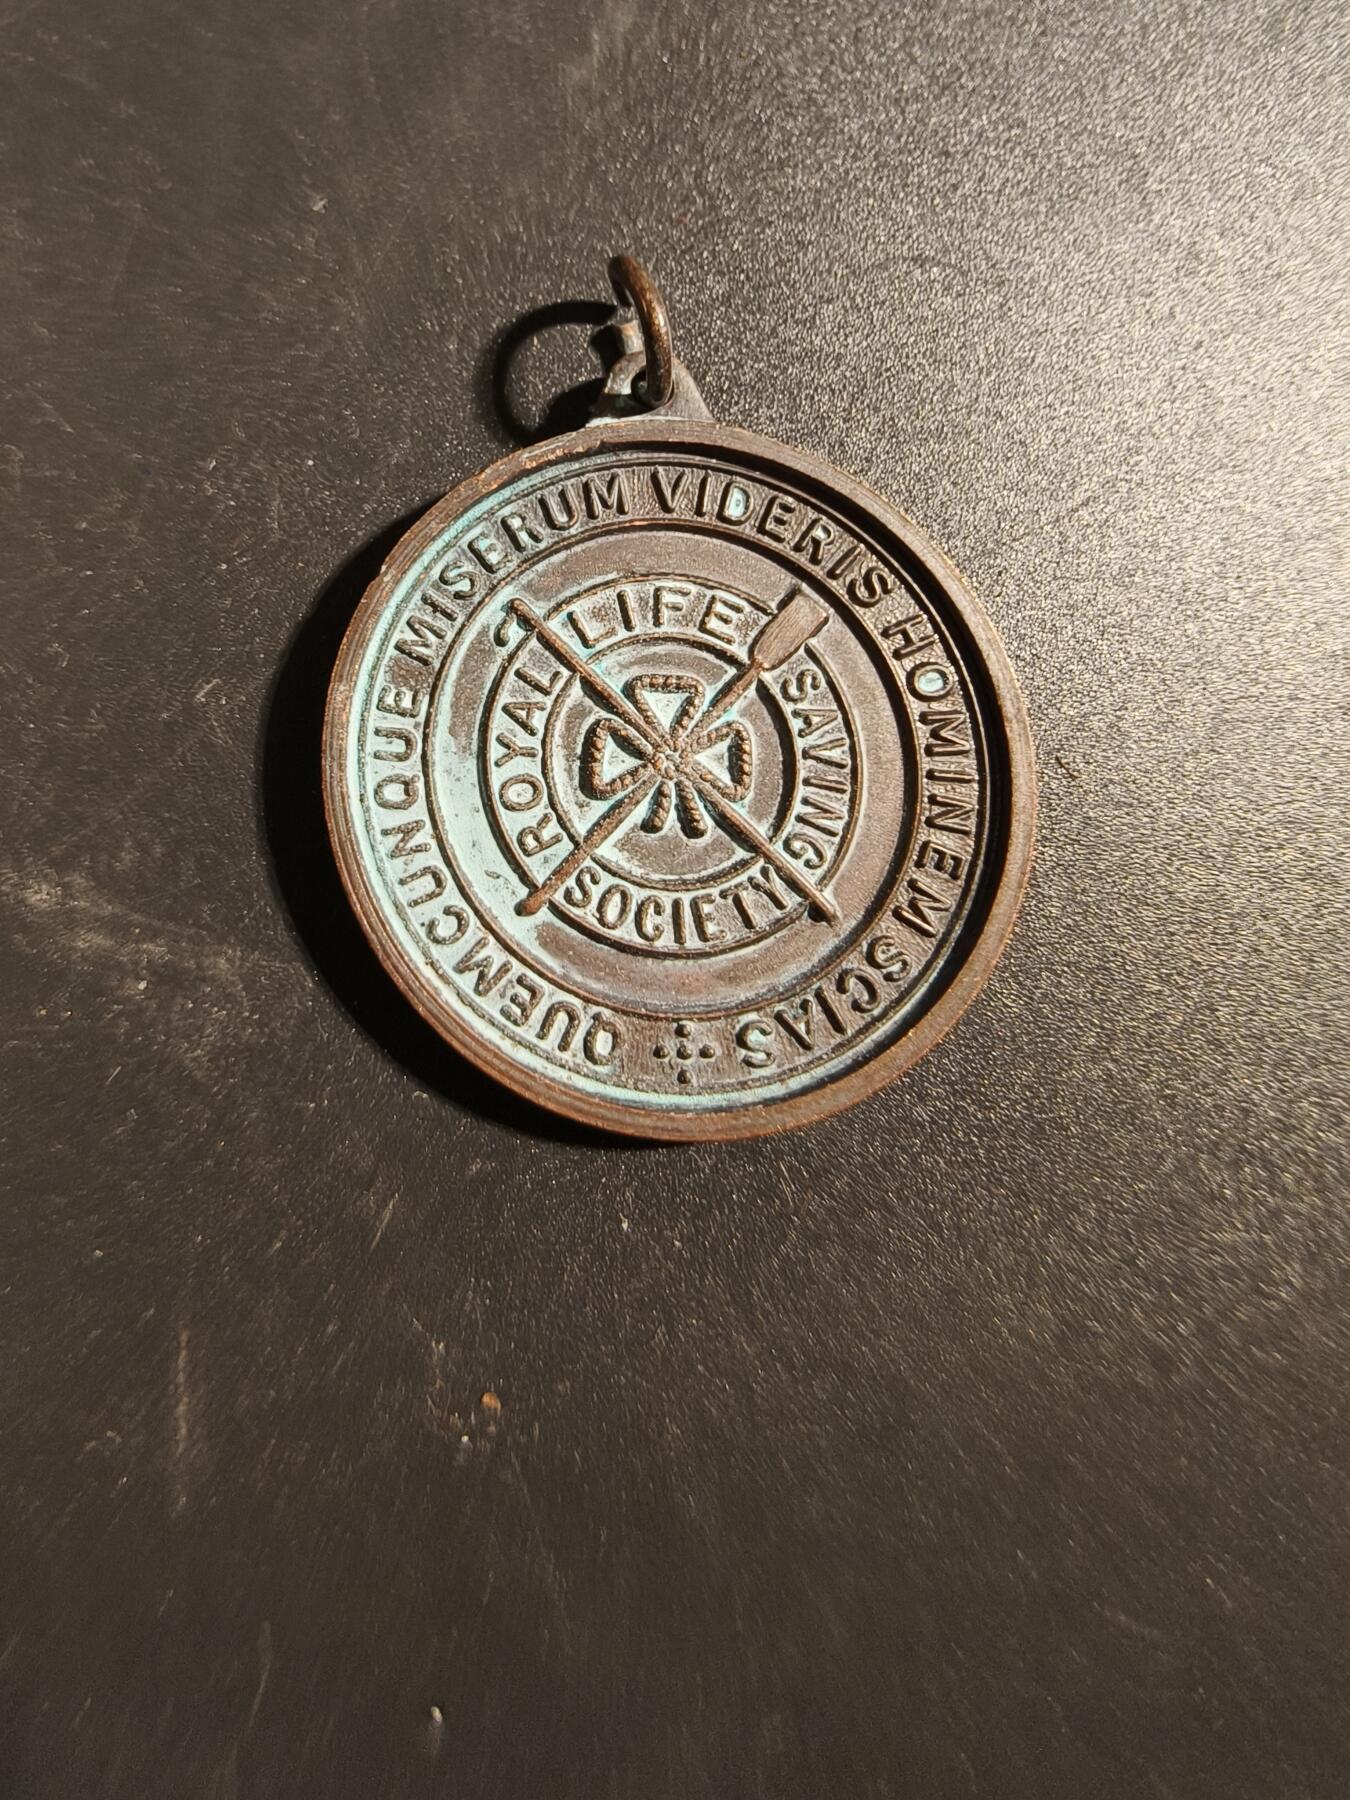 QUEMCUNQUE MISERUM VIDERIS HOMINEM SCIAS
ROYAL LIFE SAVING SOCIETY